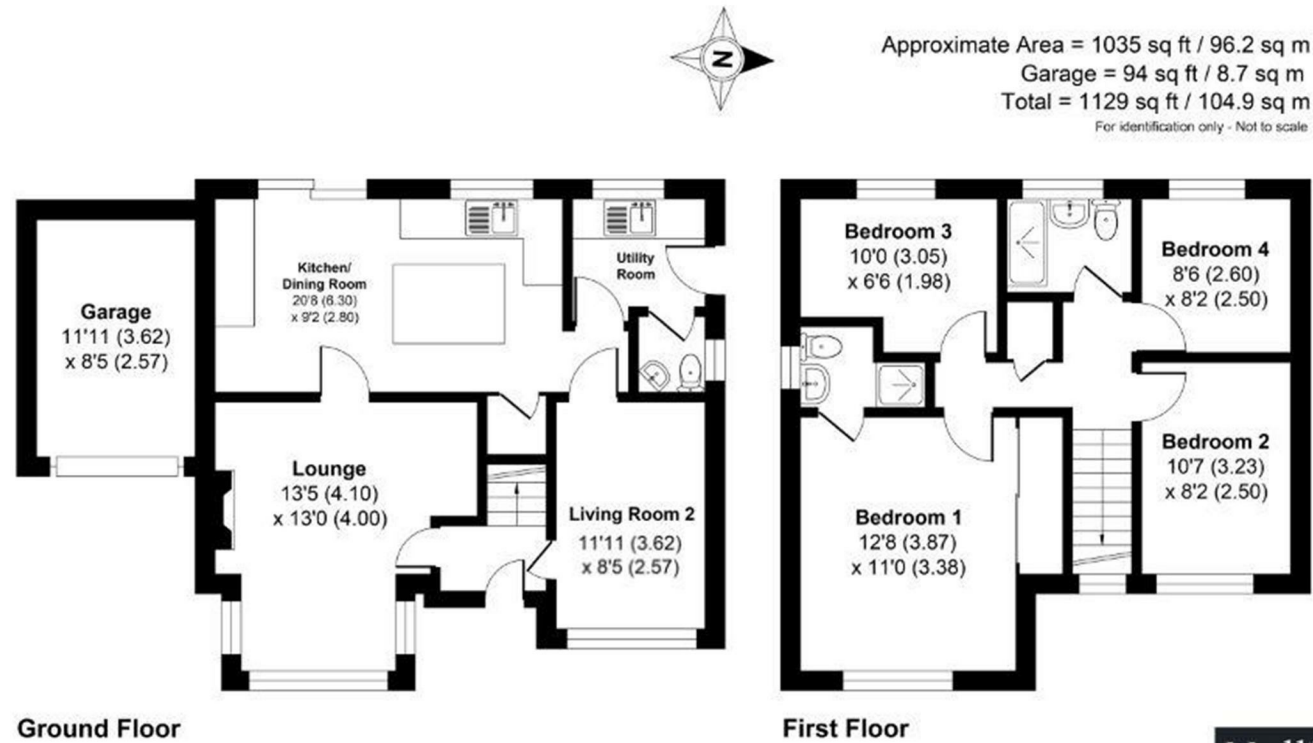 N
Approximate Area = 1035 sq ft / 96.2 sq m
Garage = 94 sq ft / 8.7 sq m
Total = 1129 sq ft / 104.9 sq m
For identification only - Not to scale
Garage
11'11 (3.62)
x 8'5 (2.57)
Kitchen/
Dining Room
20'8 (6.30)
x 9'2 (2.80)
Utility
Room
Lounge
13'5 (4.10)
x 13'0 (4.00)
Living Room 2
11'11 (3.62)
x 8'5 (2.57)
Ground Floor
Bedroom 3
10'0 (3.05)
x 6'6 (1.98)
Bedroom 4
8'6 (2.60)
x 8'2 (2.50)
Bedroom 1
12'8 (3.87)
x 11'0 (3.38)
Bedroom 2
10'7 (3.23)
x 8'2 (2.50)
First Floor